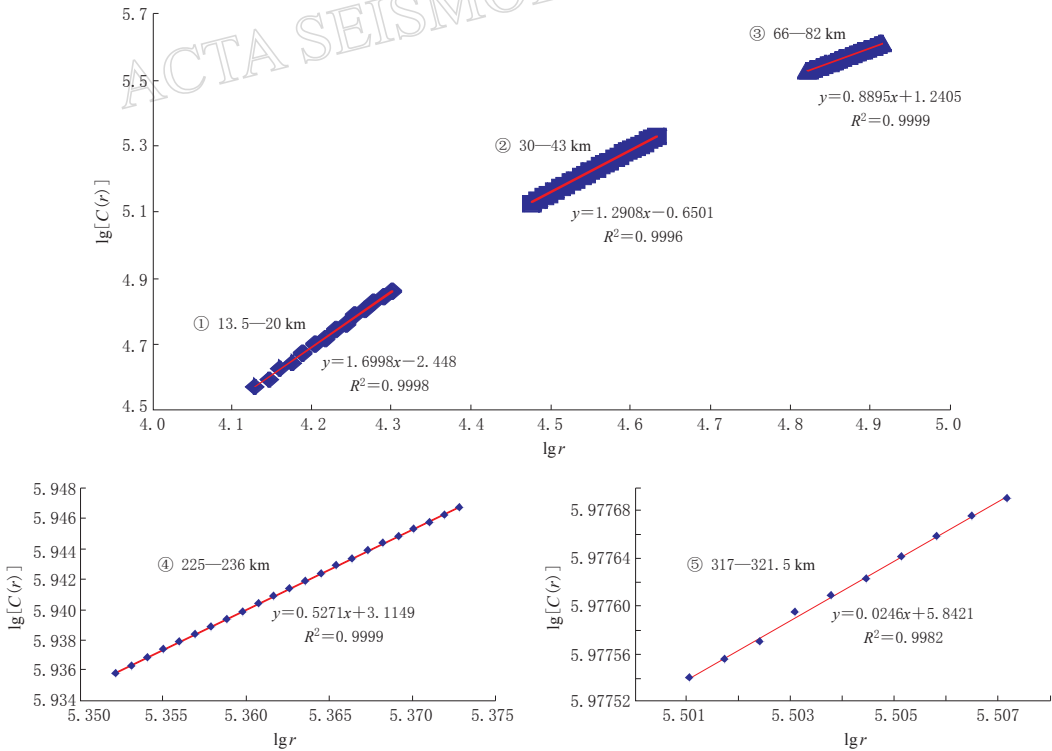 ACTA SEISMO
5.7
5.5
5.3
5.1
4.9
4.7
4.5
lg[C(r)]
③ 66—82 km
y=0.8895x+1.2405
R²=0.9999
② 30—43 km
y=1.2908x−0.6501
R²=0.9996
① 13.5—20 km
y=1.6998x−2.448
R²=0.9998
4.0 4.1 4.2 4.3 4.4 4.5 4.6 4.7 4.8 4.9 5.0
lgr
5.948
5.946
5.944
5.942
5.940
5.938
5.936
5.934
lg[C(r)]
④ 225—236 km
y=0.5271x+3.1149
R²=0.9999
5.350 5.355 5.360 5.365 5.370 5.375
lgr
5.97768
5.97764
5.97760
5.97756
5.97752
lg[C(r)]
⑤ 317—321.5 km
y=0.0246x+5.8421
R²=0.9982
5.501 5.503 5.505 5.507
lgr